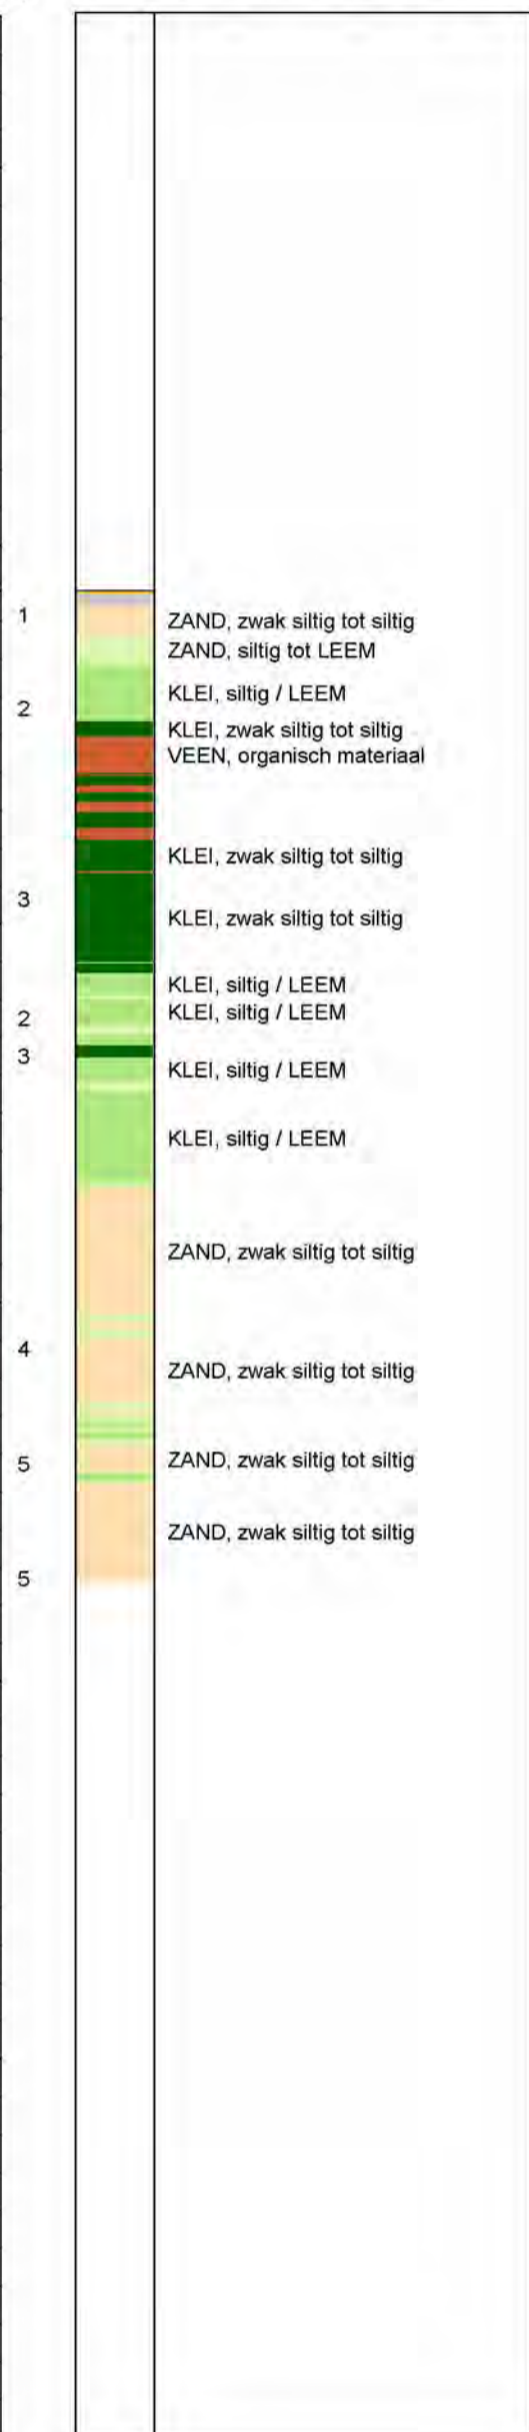 1
ZAND, zwak siltig tot siltig
ZAND, siltig tot LEEM
KLEI, siltig / LEEM
2
KLEI, zwak siltig tot siltig
VEEN, organisch materiaal
KLEI, zwak siltig tot siltig
3
KLEI, zwak siltig tot siltig
KLEI, siltig / LEEM
KLEI, siltig / LEEM
2
3
KLEI, siltig / LEEM
KLEI, siltig / LEEM
ZAND, zwak siltig tot siltig
4
ZAND, zwak siltig tot siltig
5
ZAND, zwak siltig tot siltig
ZAND, zwak siltig tot siltig
5